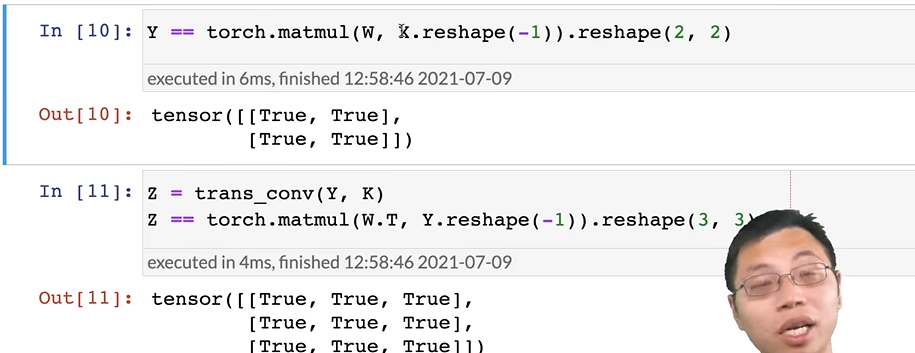 In [10]: Y == torch.matmul(W, X.reshape(-1)).reshape(2, 2)
executed in 6ms, finished 12:58:46 2021-07-09
Out[10]: tensor([[True, True],
[True, True]])
In [11]: Z = trans_conv(Y, K)
Z == torch.matmul(W.T, Y.reshape(-1)).reshape(3, 3)
executed in 4ms, finished 12:58:46 2021-07-09
Out[11]: tensor([[True, True, True],
[True, True, True],
[True, True, True]])